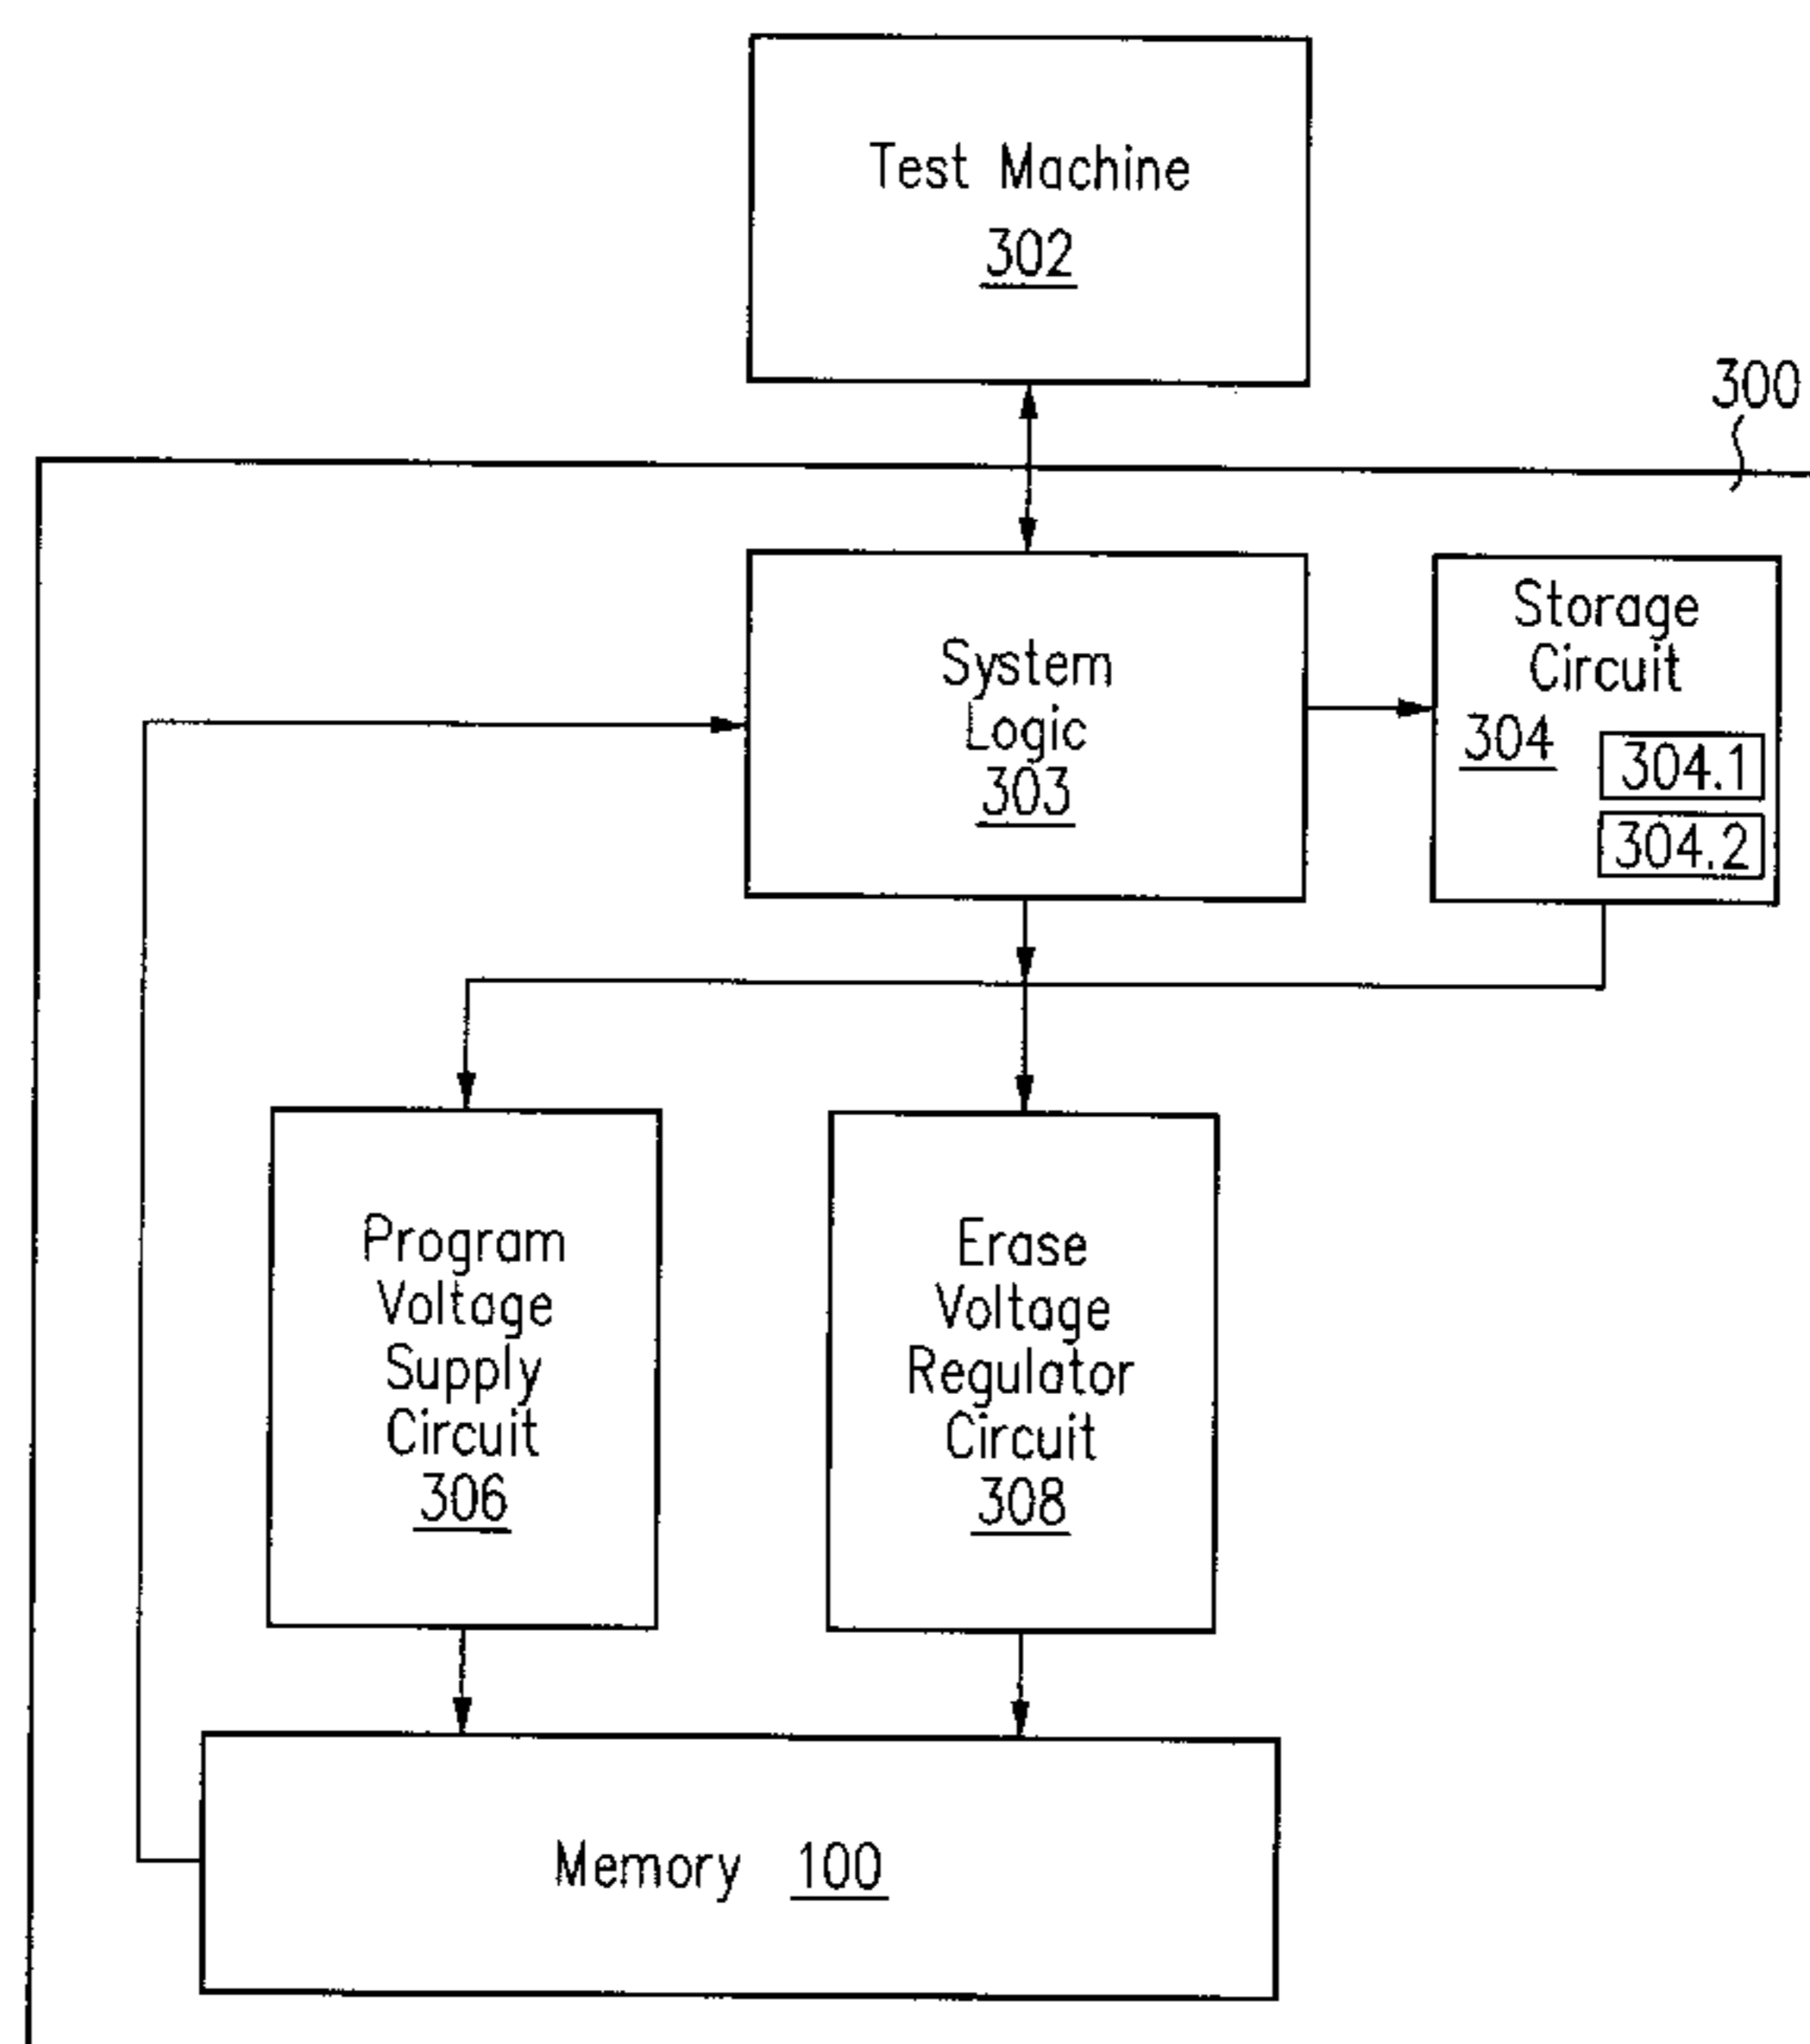 Test Machine
302
300
System
Logic
303
Storage
Circuit
304
304.1
304.2
Program
Voltage
Supply
Circuit
306
Erase
Voltage
Regulator
Circuit
308
Memory 100